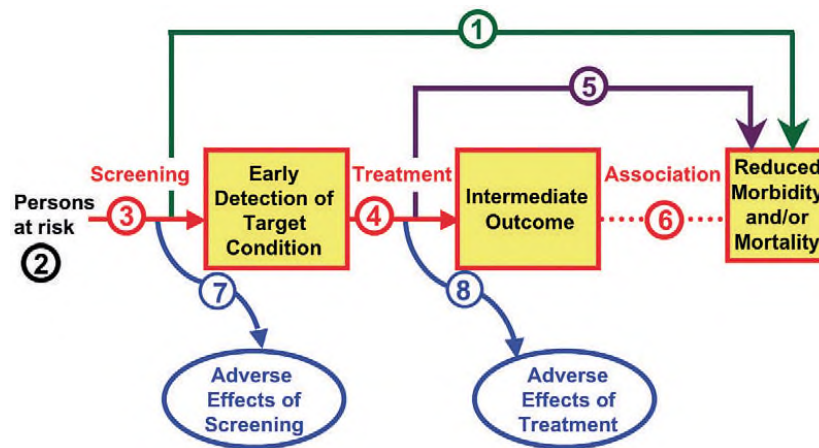 1
5
Screening
Early
Detection of
Target
Condition
Treatment
Intermediate
Outcome
Association
Reduced
Morbidity
and/or
Mortality
Persons
at risk
2
3
4
6
7
8
Adverse
Effects of
Screening
Adverse
Effects of
Treatment